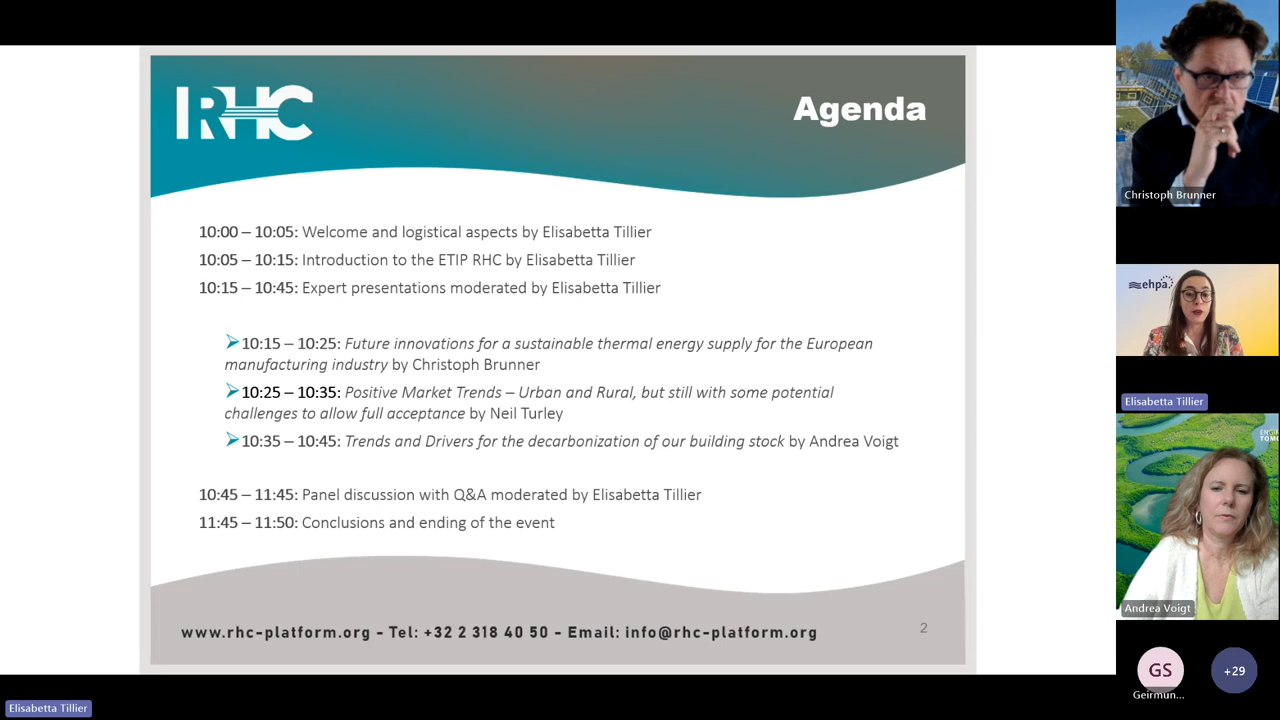 RHC
Agenda
10:00 – 10:05: Welcome and logistical aspects by Elisabetta Tillier
10:05 – 10:15: Introduction to the ETIP RHC by Elisabetta Tillier
10:15 – 10:45: Expert presentations moderated by Elisabetta Tillier
10:15 – 10:25: Future innovations for a sustainable thermal energy supply for the European
manufacturing industry by Christoph Brunner
10:25 – 10:35: Positive Market Trends – Urban and Rural, but still with some potential
challenges to allow full acceptance by Neil Turley
10:35 – 10:45: Trends and Drivers for the decarbonization of our building stock by Andrea Voigt
10:45 – 11:45: Panel discussion with Q&A moderated by Elisabetta Tillier
11:45 – 11:50: Conclusions and ending of the event
www.rhc-platform.org - Tel: +32 2 318 40 50 - Email: info@rhc-platform.org
2
Elisabetta Tillier
Christoph Brunner
ehpa
Elisabetta Tillier
Andrea Voigt
GS
Geirmun...
+29